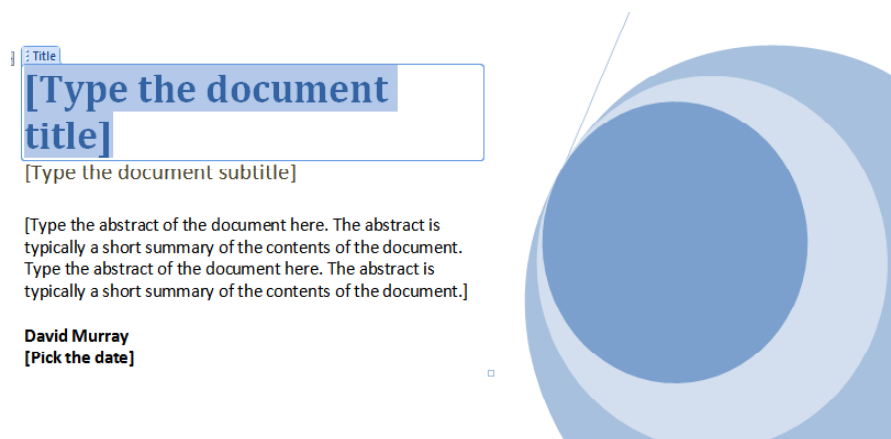 Title
[Type the document
title]
[Type the document subtitle]
[Type the abstract of the document here. The abstract is
typically a short summary of the contents of the document.
Type the abstract of the document here. The abstract is
typically a short summary of the contents of the document.]
David Murray
[Pick the date]